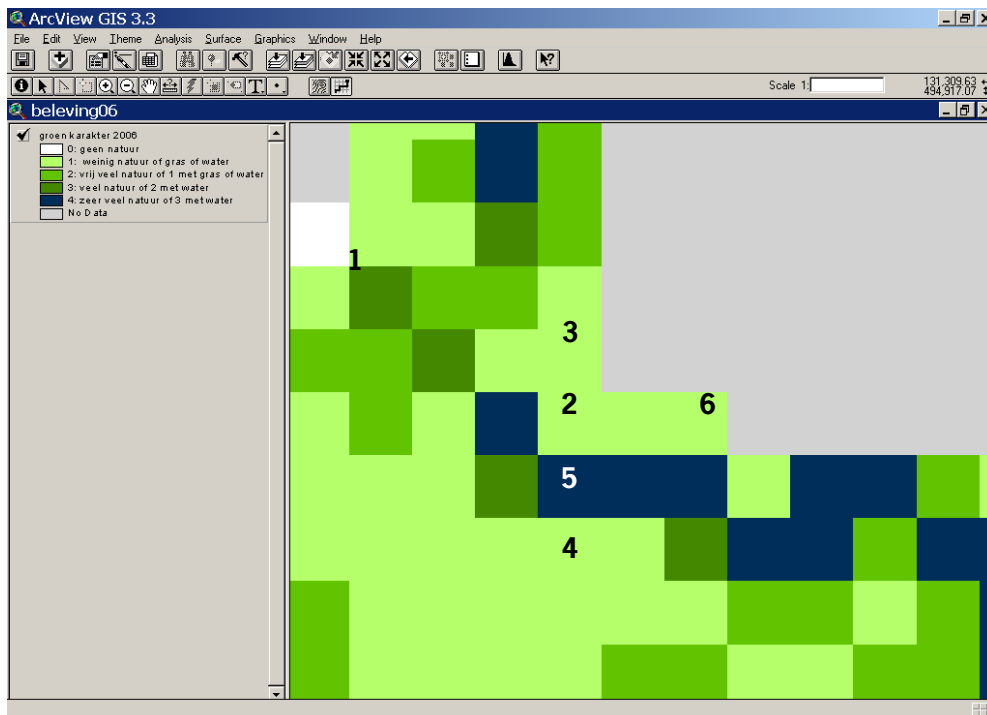 ArcView GIS 3.3
File Edit View Theme Analysis Surface Graphics Window Help
Scale 1:
131,309.63
494,917.07
beleving06
groen karakter 2006
0: geen natuur
1: weinig natuur of gras of water
2: vrij veel natuur of 1 met gras of water
3: veel natuur of 2 met water
4: zeer veel natuur of 3 met water
No Data
1
3
2 6
5
4